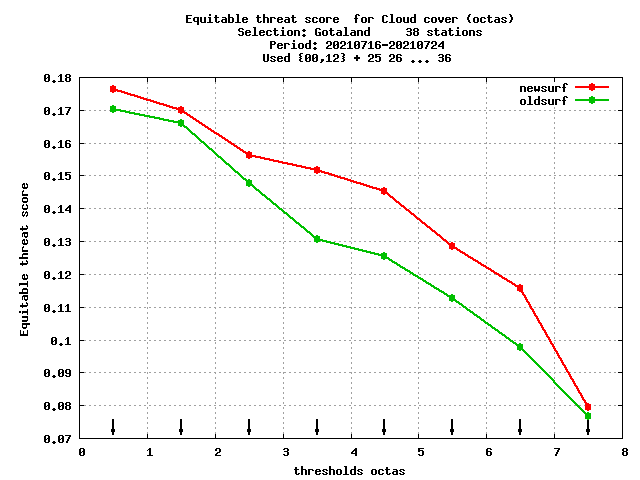 Equitable threat score  for Cloud cover (octas)
Selection: Gotaland     38 stations
Period: 20210716-20210724
Used {00,12} + 25 26 ... 36
newsurf
oldsurf
Equitable threat score
0.18
0.17
0.16
0.15
0.14
0.13
0.12
0.11
0.1
0.09
0.08
0.07
0 1 2 3 4 5 6 7 8
thresholds octas